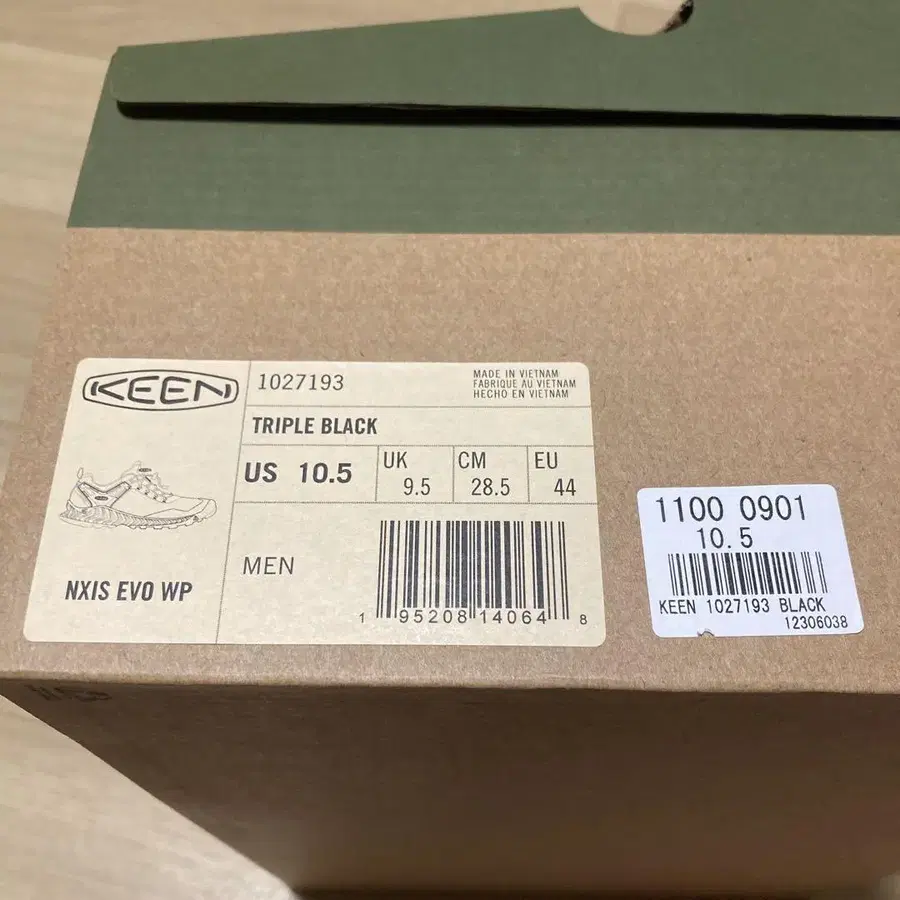 KEEN
1027193
MADE IN VIETNAM
FABRIQUE AU VIETNAM
HECHO EN VIETNAM
TRIPLE BLACK
US 10.5
UK 9.5
CM 28.5
EU 44
NXIS EVO WP
MEN
1 95208 14064 8
1100 0901
10.5
KEEN 1027193 BLACK
12306038